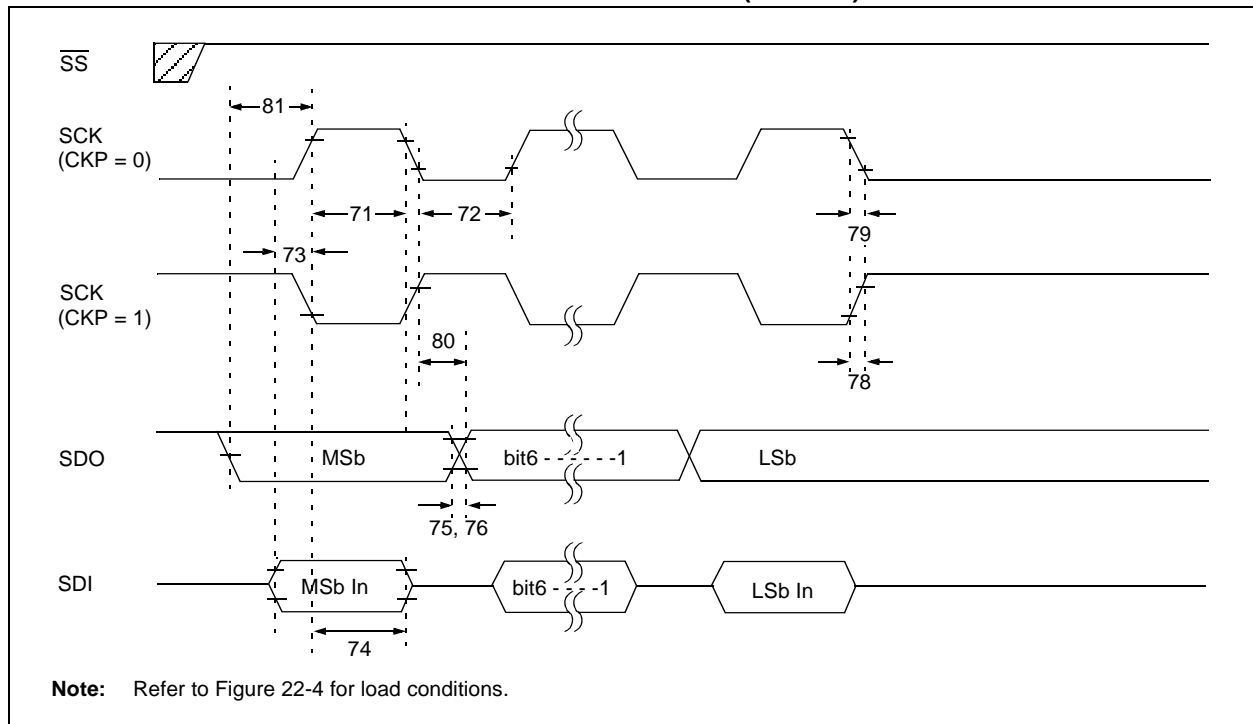 SS
81
SCK
(CKP = 0)
71
72
79
73
SCK
(CKP = 1)
80
78
SDO
MSb
bit6 - - - - - -1
LSb
75, 76
SDI
MSb In
bit6 - - - -1
LSb In
74
Note: Refer to Figure 22-4 for load conditions.